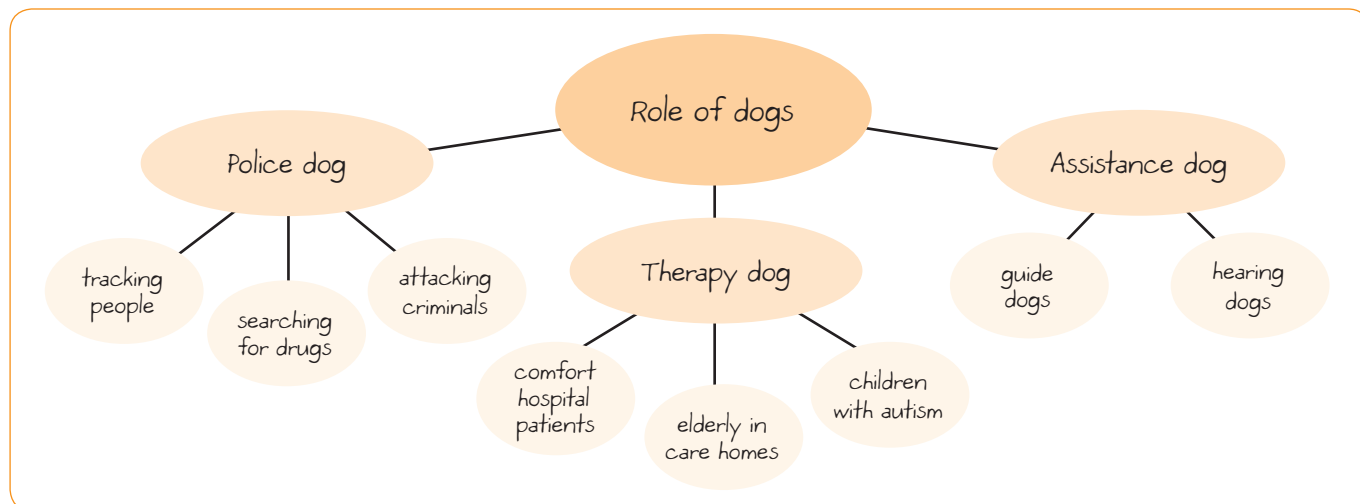 Role of dogs
Police dog
tracking
people
searching
for drugs
attacking
criminals
Therapy dog
comfort
hospital
patients
elderly in
care homes
children
with autism
Assistance dog
guide
dogs
hearing
dogs